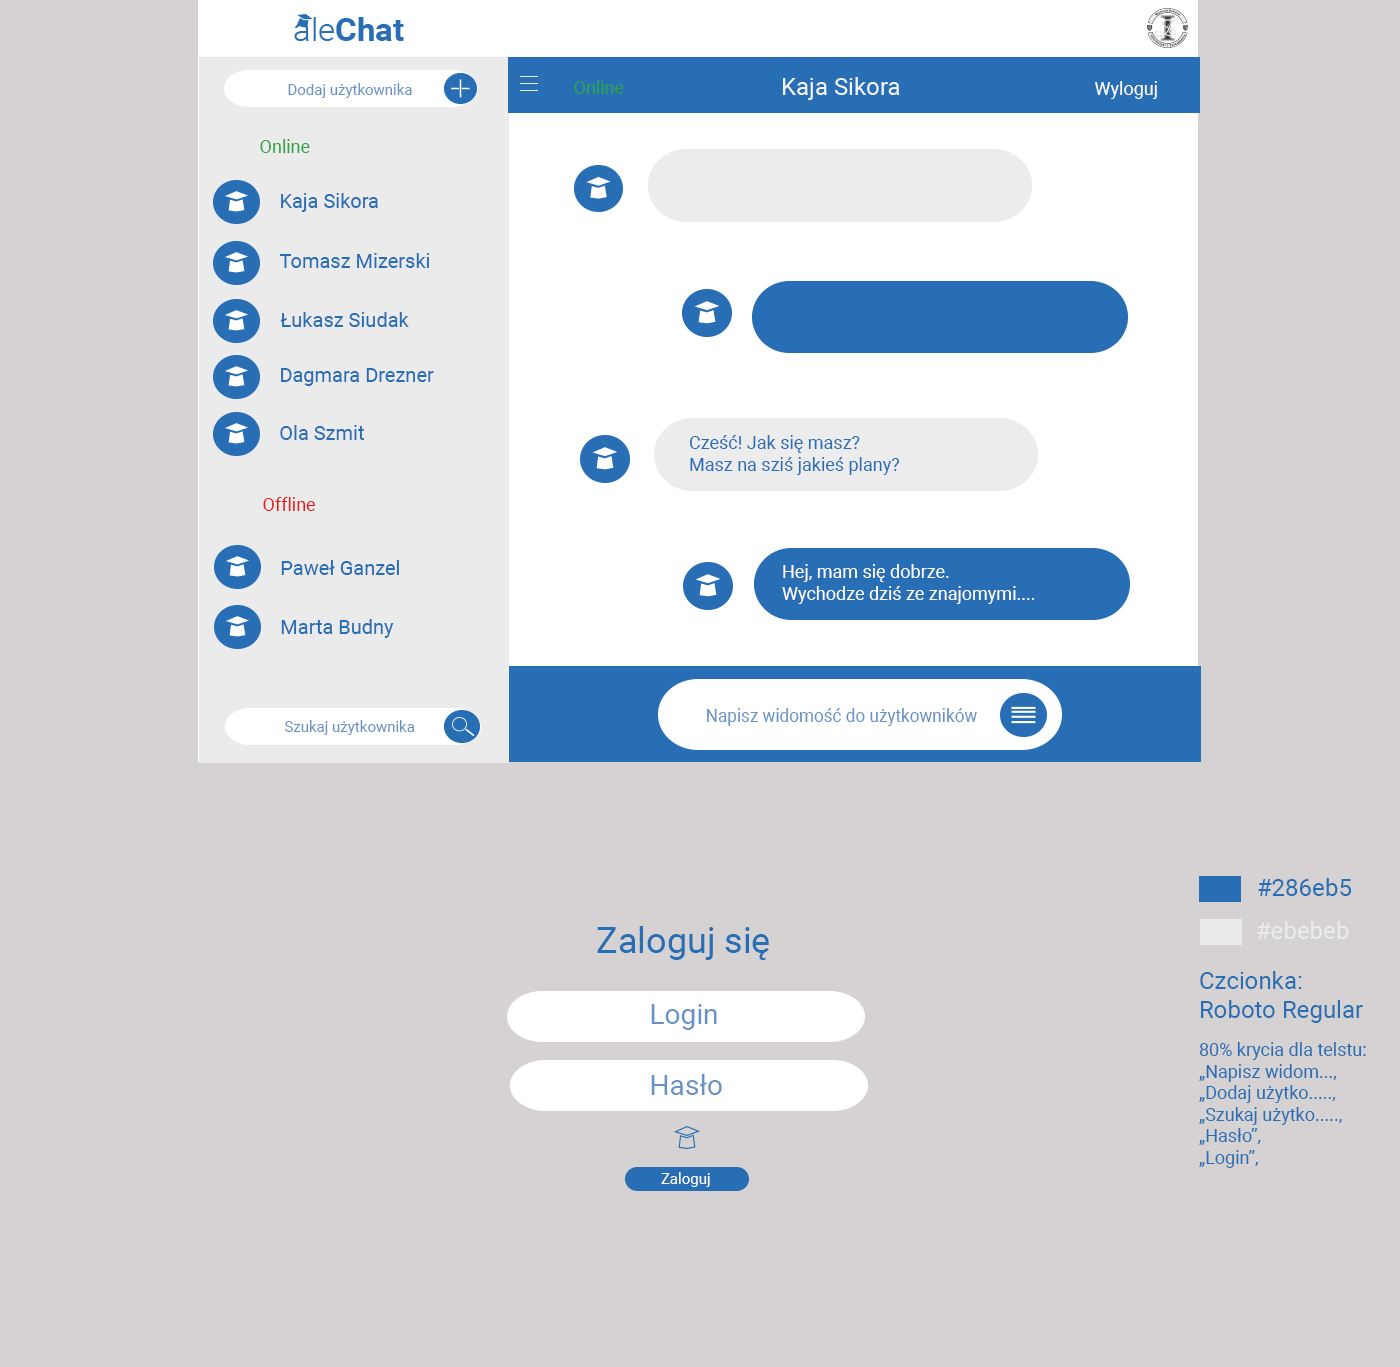 aleChat
Dodaj użytkownika
Online
Kaja Sikora
Tomasz Mizerski
Łukasz Siudak
Dagmara Drezner
Ola Szmit
Offline
Paweł Ganzel
Marta Budny
Szukaj użytkownika
Online
Kaja Sikora
Wyloguj
Cześć! Jak się masz?
Masz na sziś jakieś plany?
Hej, mam się dobrze.
Wychodze dziś ze znajomymi....
Napisz widomość do użytkowników
Zaloguj się
Login
Hasło
Zaloguj
#286eb5
#ebebeb
Czcionka:
Roboto Regular
80% krycia dla telstu:
„Napisz widom...,
„Dodaj użytko.....,
„Szukaj użytko.....,
„Hasło”,
„Login”,